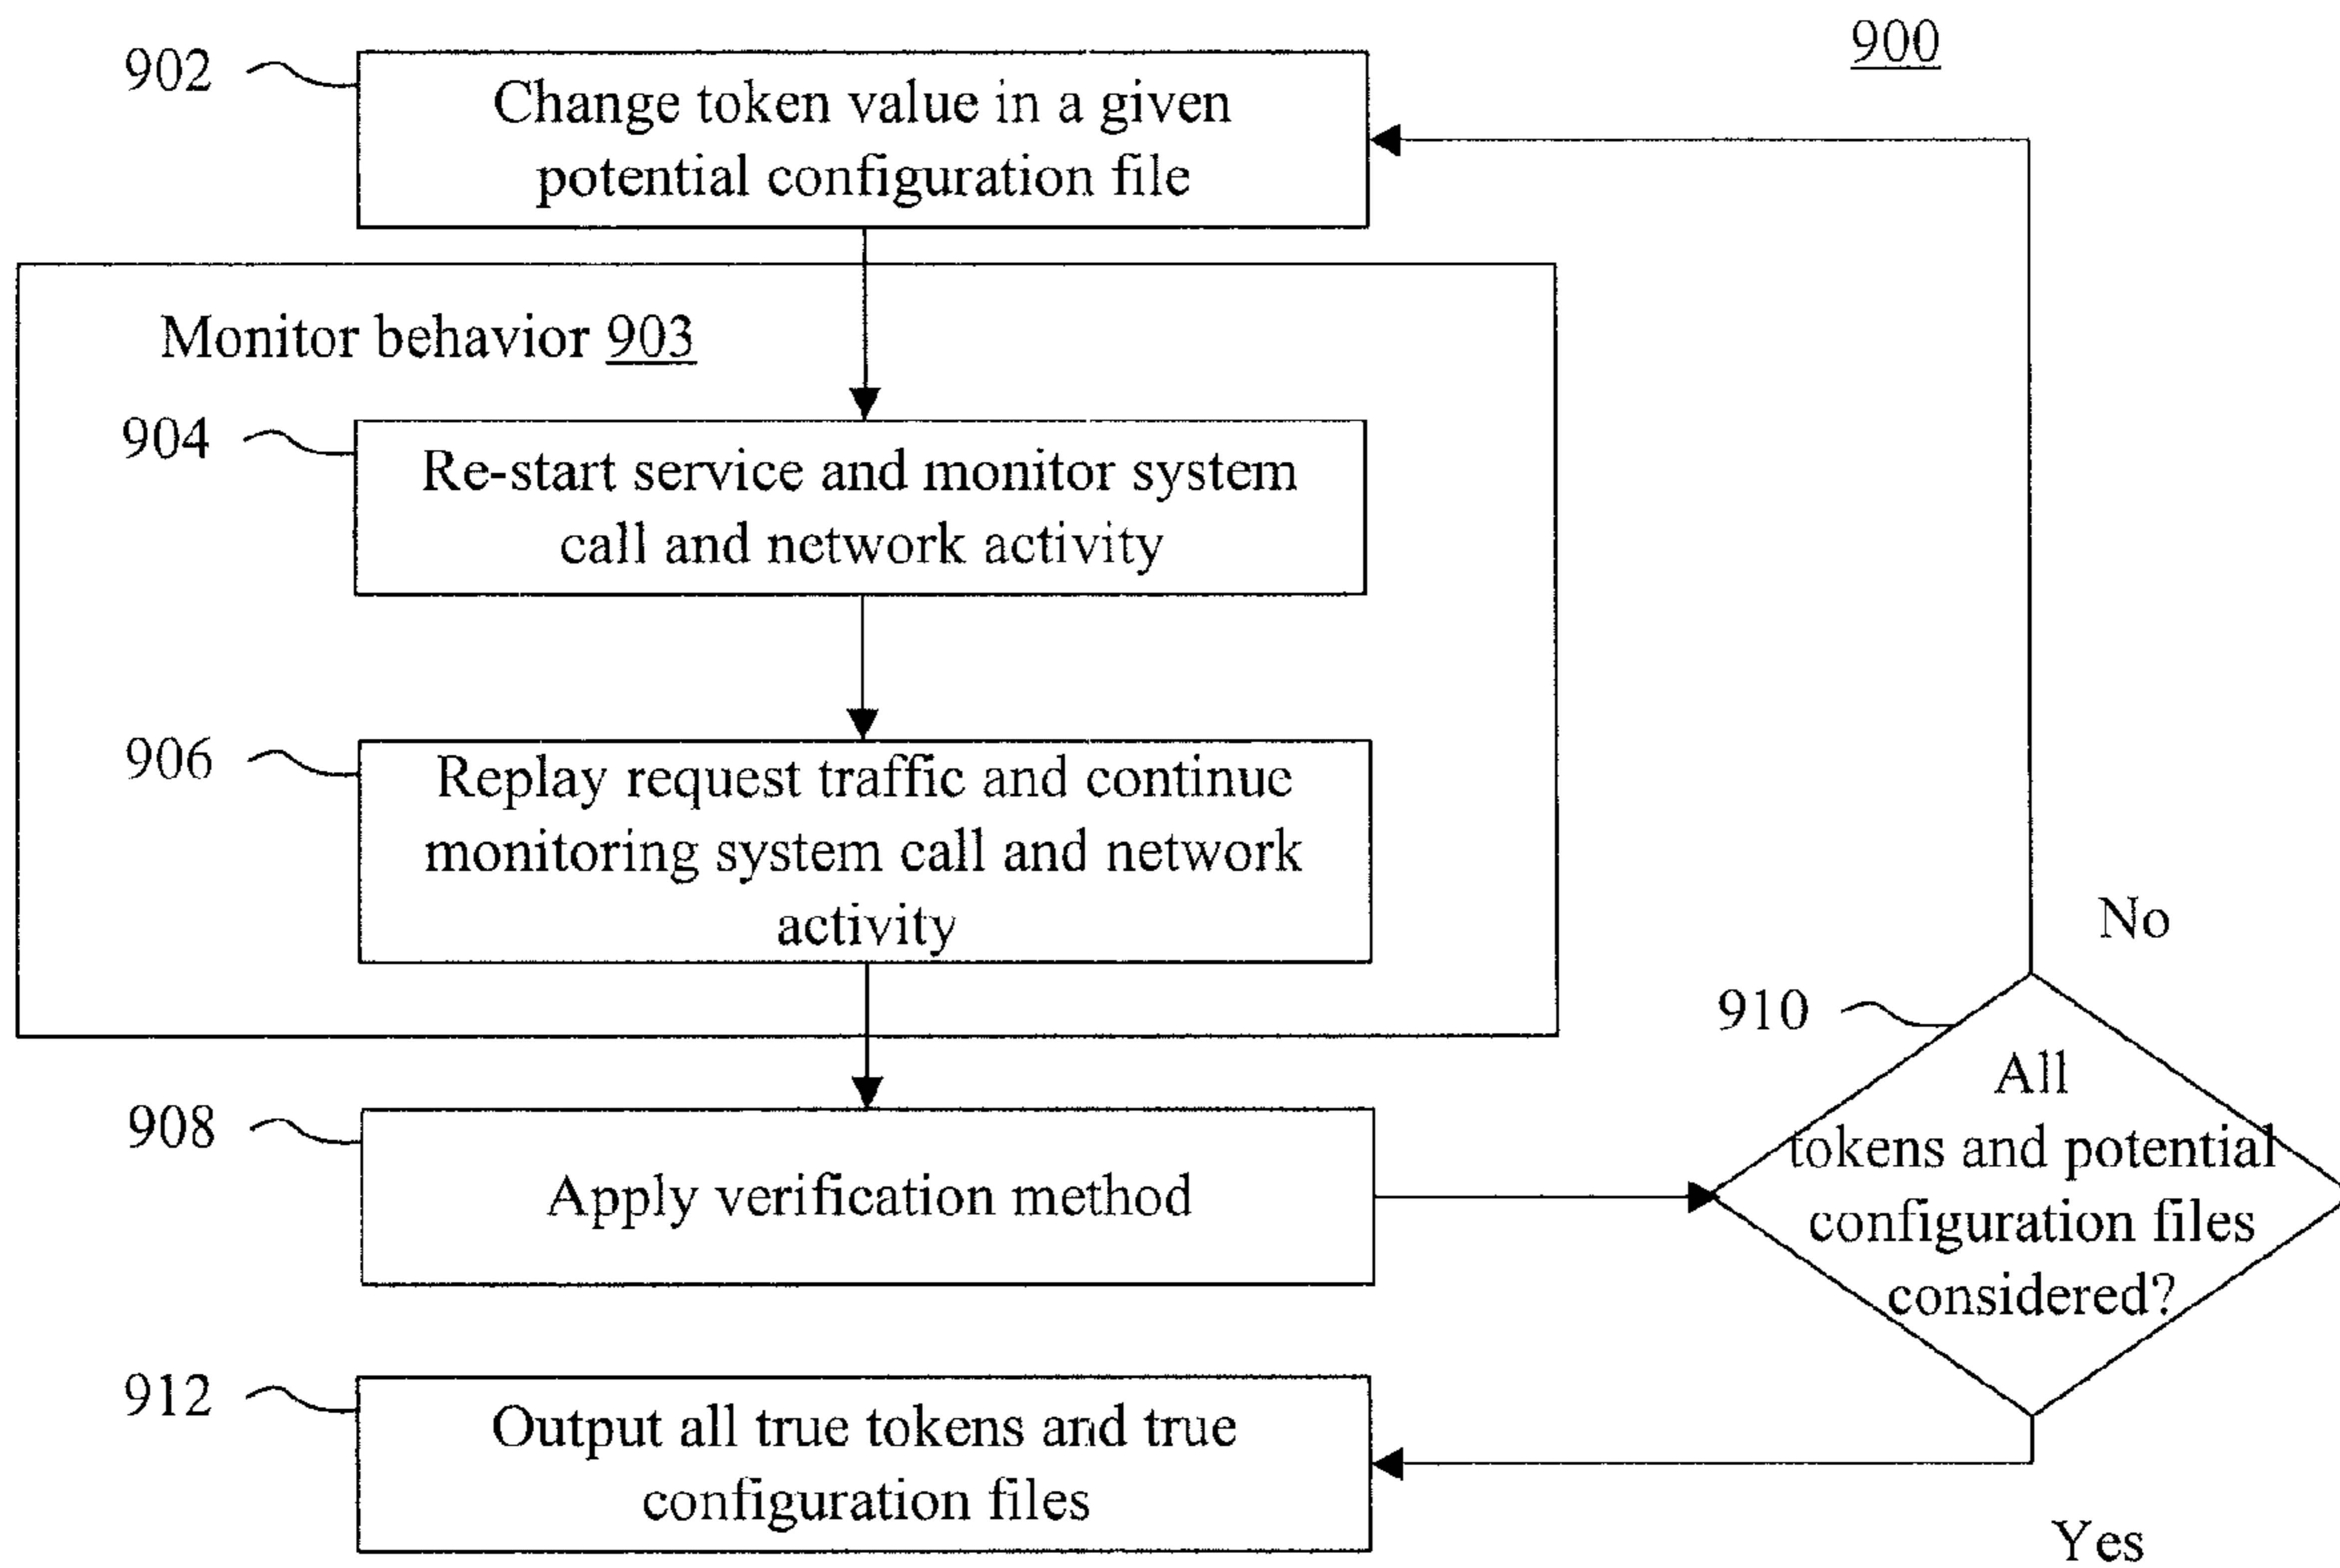 900
902
Change token value in a given
potential configuration file
Monitor behavior 903
904
Re-start service and monitor system
call and network activity
906
Replay request traffic and continue
monitoring system call and network
activity
No
910
All
tokens and potential
configuration files
considered?
908
Apply verification method
912
Output all true tokens and true
configuration files
Yes